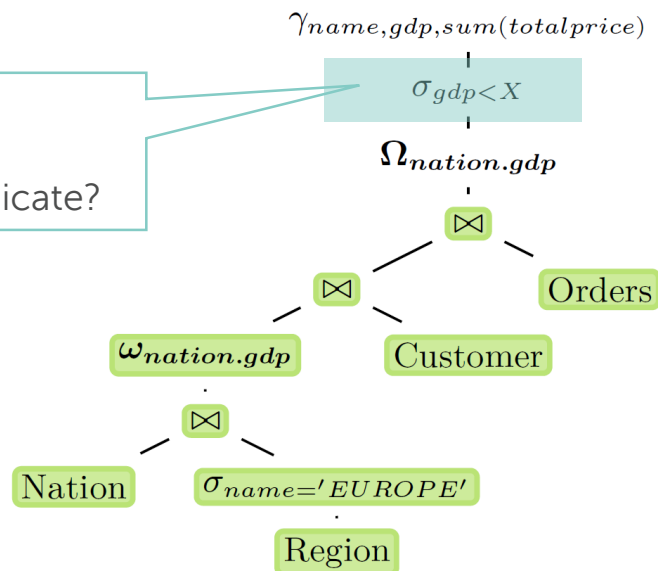 γname,gdp,sum(totalprice)
σgdp<X
icate?
Ωnation.gdp
⋈
⋈
Orders
ωnation.gdp
Customer
⋈
Nation
σname='EUROPE'
Region